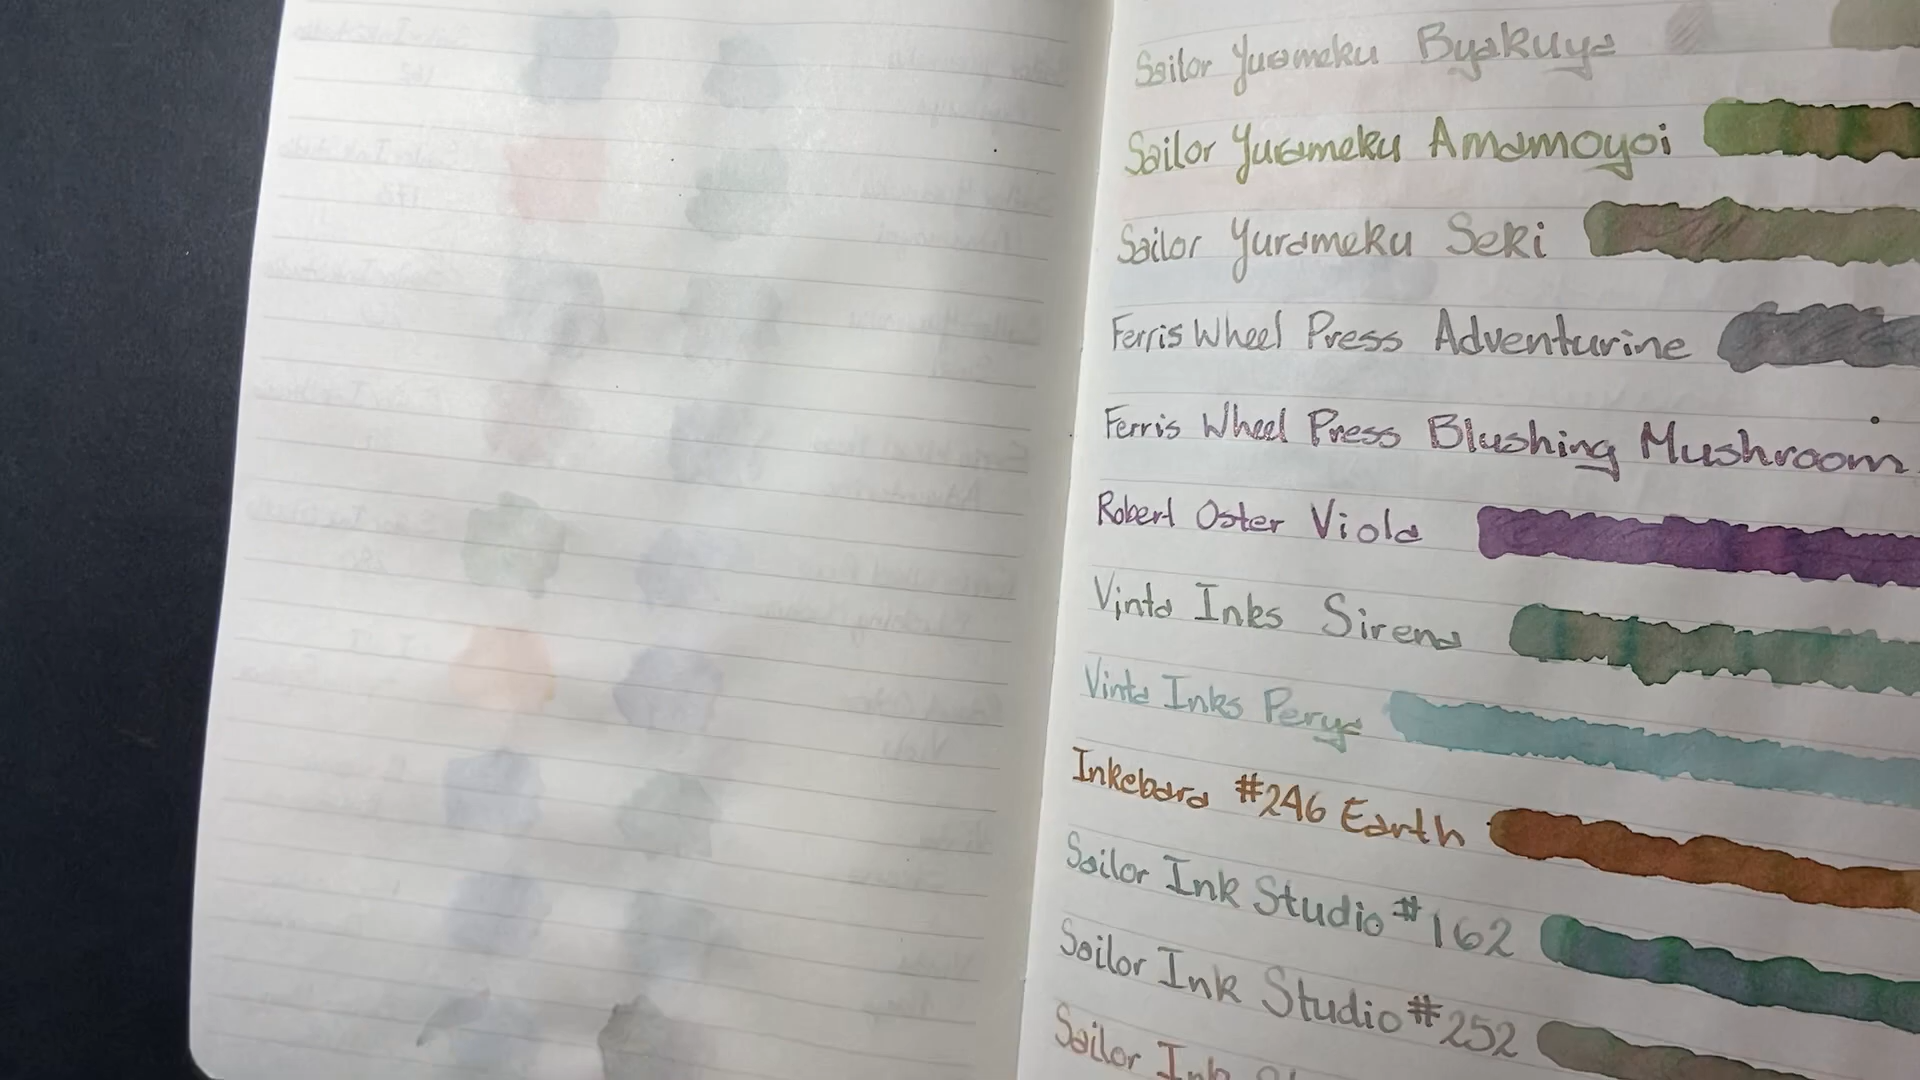 Sailor Yurameku Byakuya
Sailor Yurameku Amamoyoi
Sailor Yurameku Seki
Ferris Wheel Press Adventurine
Ferris Wheel Press Blushing Mushroom
Robert Oster Viola
Vinta Inks Sirena
Vinta Inks Perya
Inkebara #246 Earth
Sailor Ink Studio #162
Sailor Ink Studio #252
Sailor Ink